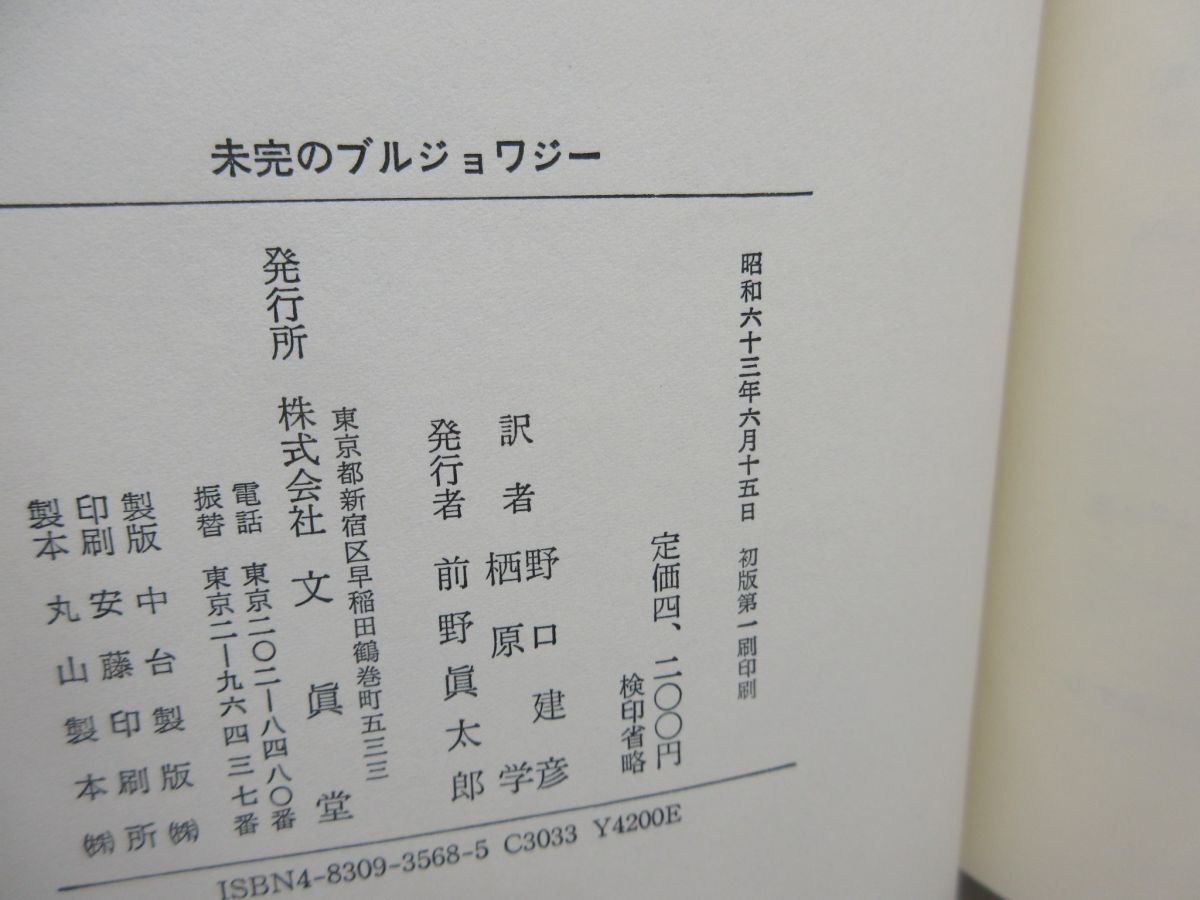 未完のブルジョワジー
昭和六十三年六月十五日　初版第一刷印刷
定価四、二〇〇円
検印省略
訳者　野口建彦
栖原学
発行者　前野眞太郎
東京都新宿区早稲田鶴巻町五三三
発行所　株式会社　文眞堂
電話　東京二〇二―八四八〇番
振替　東京二―九六四三七番
製版　中台製版㈱
印刷　安藤印刷所
製本　丸山製本㈱
ISBN4-8309-3568-5 C3033 Y4200E